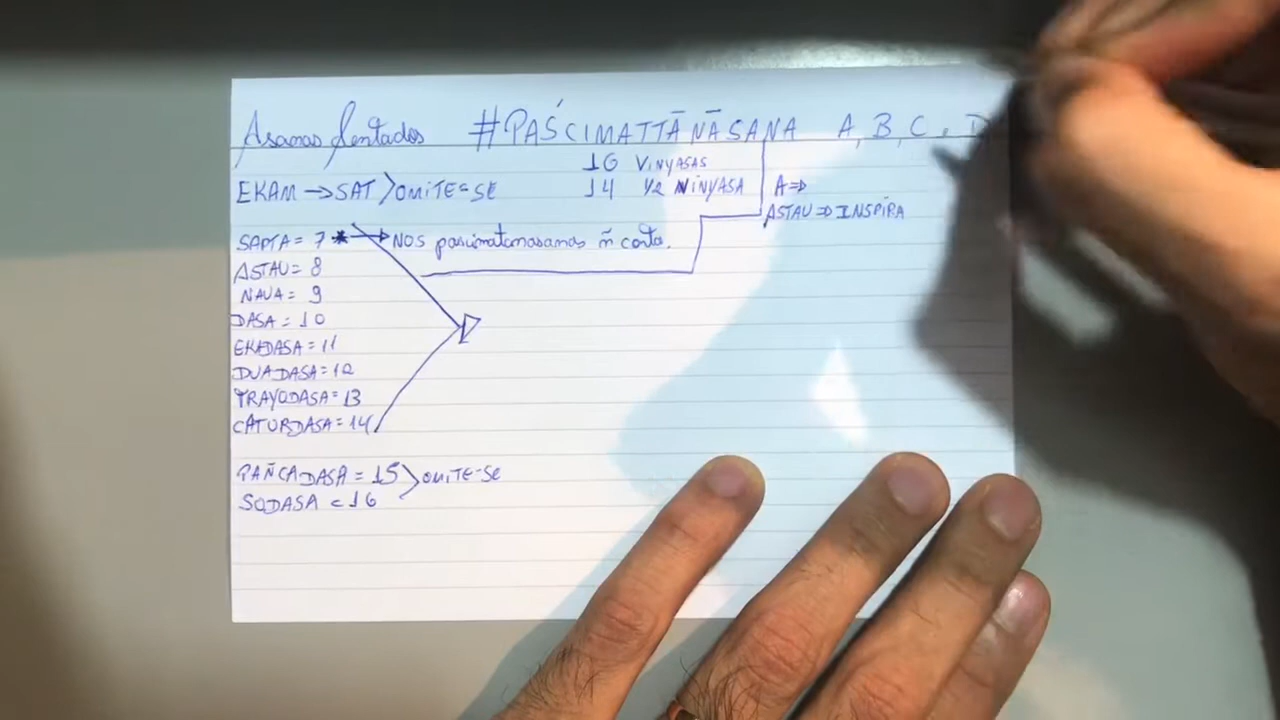 Asanas Sentados #PAŚCIMATTĀNĀSANA A, B, C e D
16 VINYASAS
EKAM → SAT > OMITE-SE 14 1/2 VINYASA A ⇒
ASTAU ⇒ INSPIRA
SAPTA = 7 * → NOS pascimatanasanas ñ conta.
ASTAU = 8
NAVA = 9
DASA = 10
EKADASA = 11
DUADASA = 12
TRAYODASA = 13
CATURDASA = 14
PAÑCADASA = 15 > OMITE-SE
SODASA = 16